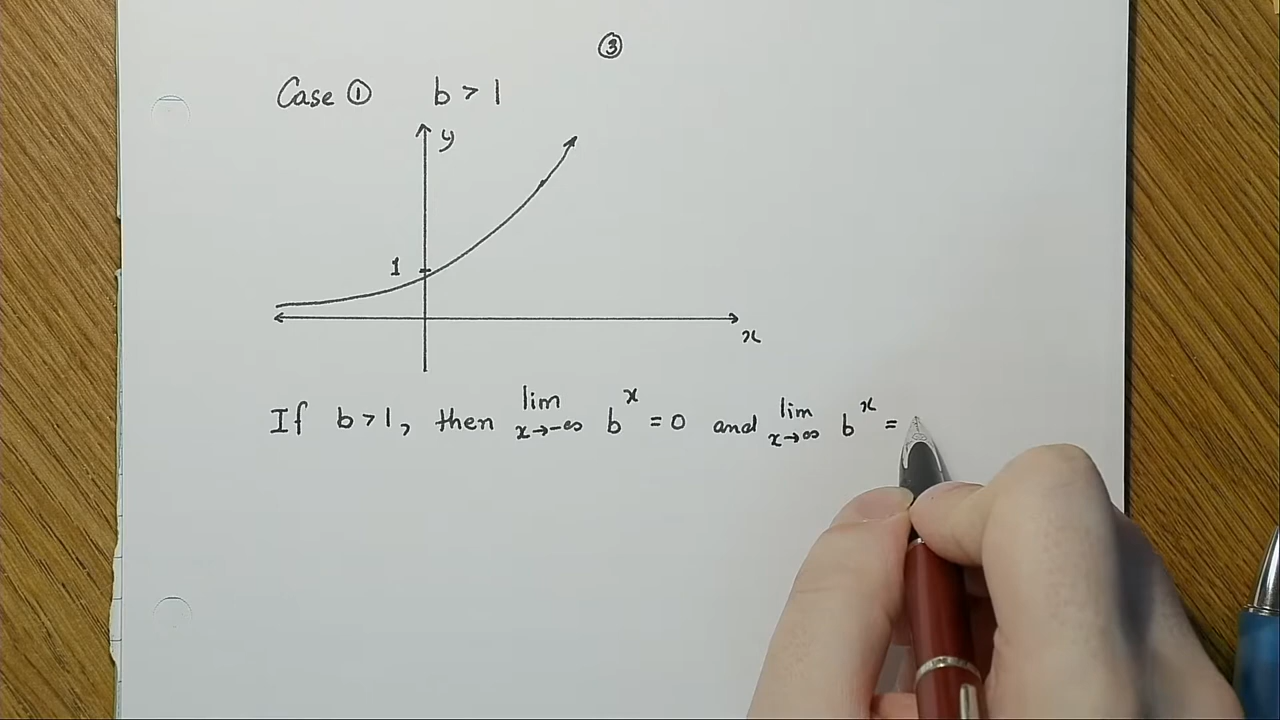 ③
Case ① b > 1
y
1
x
If b > 1, then lim x→-∞ b^x = 0 and lim x→∞ b^x =